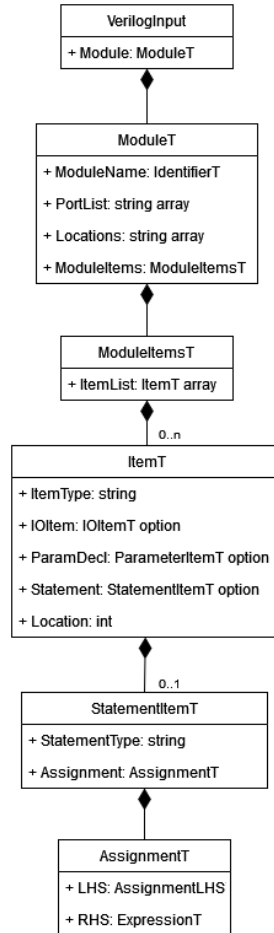 VerilogInput
+ Module: ModuleT
ModuleT
+ ModuleName: IdentifierT
+ PortList: string array
+ Locations: string array
+ ModuleItems: ModuleItemsT
ModuleItemsT
+ ItemList: ItemT array
0..n
ItemT
+ ItemType: string
+ IOItem: IOItemT option
+ ParamDecl: ParameterItemT option
+ Statement: StatementItemT option
+ Location: int
0..1
StatementItemT
+ StatementType: string
+ Assignment: AssignmentT
AssignmentT
+ LHS: AssignmentLHS
+ RHS: ExpressionT